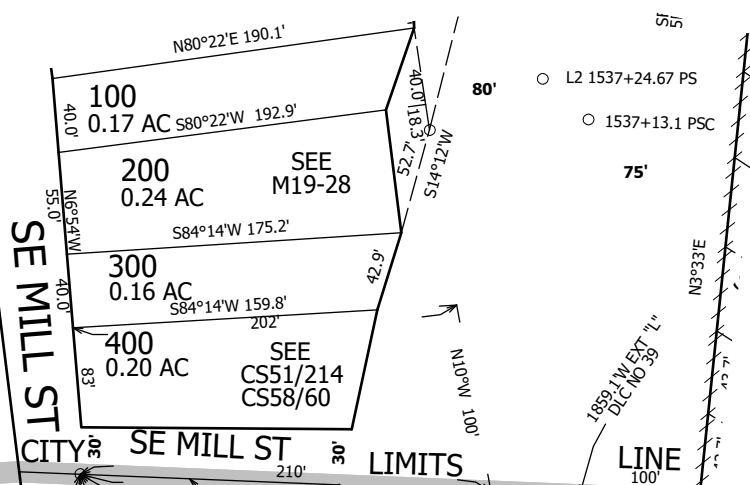 N80°22'E 190.1'
100
0.17 AC
40.0'
S80°22'W 192.9'
40.0'
18.3'
80'
L2 1537+24.67 PS
1537+13.1 PSC
75'
200
0.24 AC
SEE
M19-28
52.7'
S14°12'W
N6°54'W
55.0'
S84°14'W 175.2'
300
0.16 AC
42.9'
40.0'
S84°14'W 159.8'
202'
400
0.20 AC
SEE
CS51/214
CS58/60
83'
SE MILL ST
N3°33'E
N10°W 100'
1859.1'W EXT "L"
DLC NO 39
CITY
30'
SE MILL ST
30'
LIMITS
LINE
210'
100'